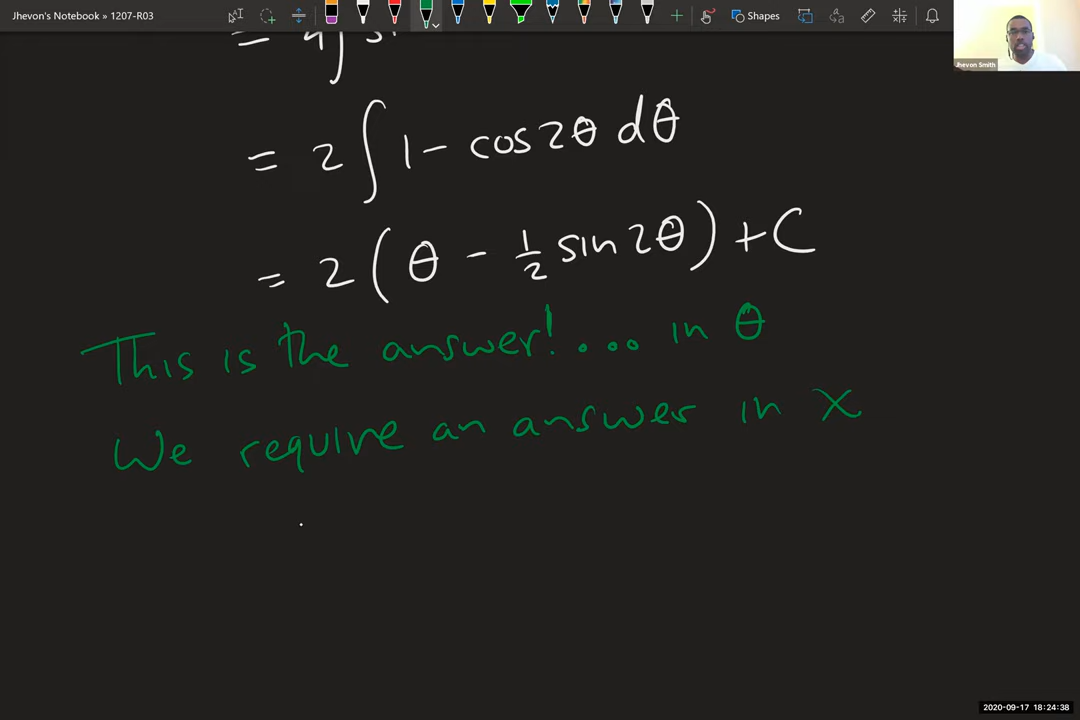 Jhevon's Notebook » 1207-R03
Shapes
Jhevon Smith
= 2 ∫ 1 - cos 2θ dθ
= 2 ( θ - 1/2 sin 2θ ) + C
This is the answer! .... in θ
We require an answer in x
2020-09-17 18:24:38